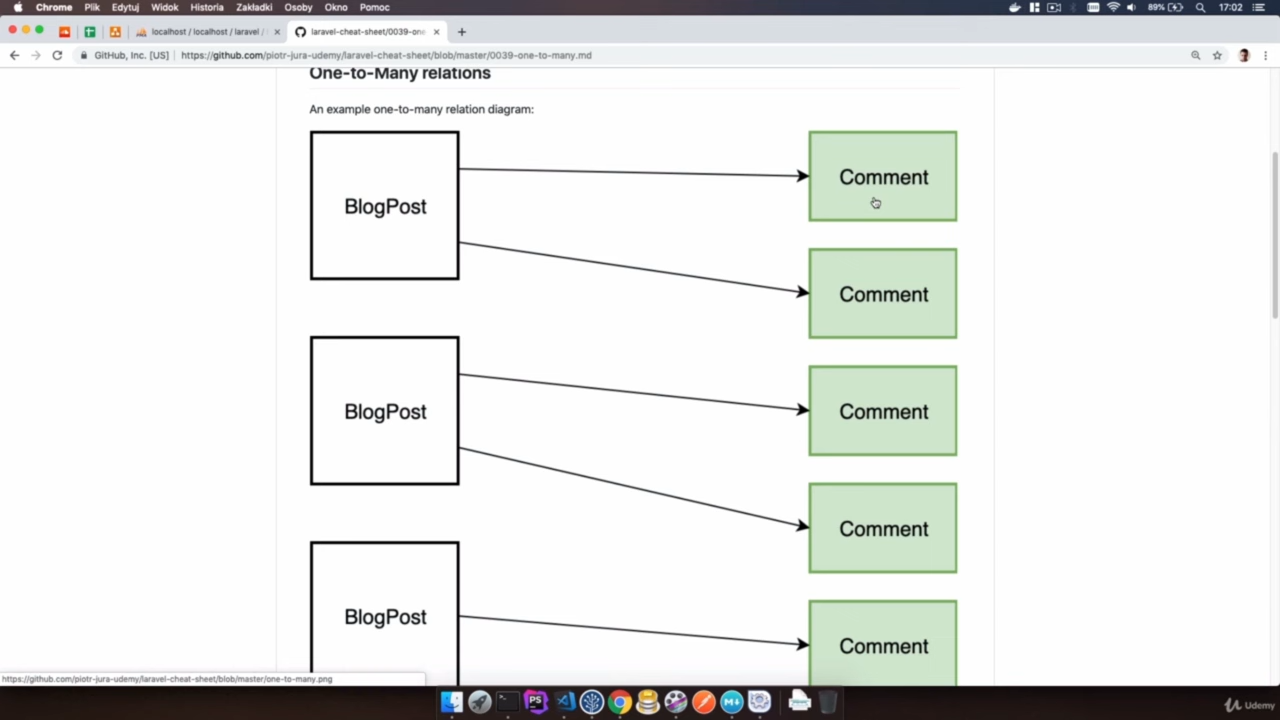 Chrome Plik Edytuj Widok Historia Zakładki Osoby Okno Pomoc 89% 17:02
localhost / localhost / laravel / laravel-cheat-sheet/0039-one
GitHub, Inc. [US] https://github.com/piotr-jura-udemy/laravel-cheat-sheet/blob/master/0039-one-to-many.md
One-to-Many relations
An example one-to-many relation diagram:
BlogPost
Comment
Comment
BlogPost
Comment
Comment
BlogPost
Comment
https://github.com/piotr-jura-udemy/laravel-cheat-sheet/blob/master/one-to-many.png
PS
M
Udemy